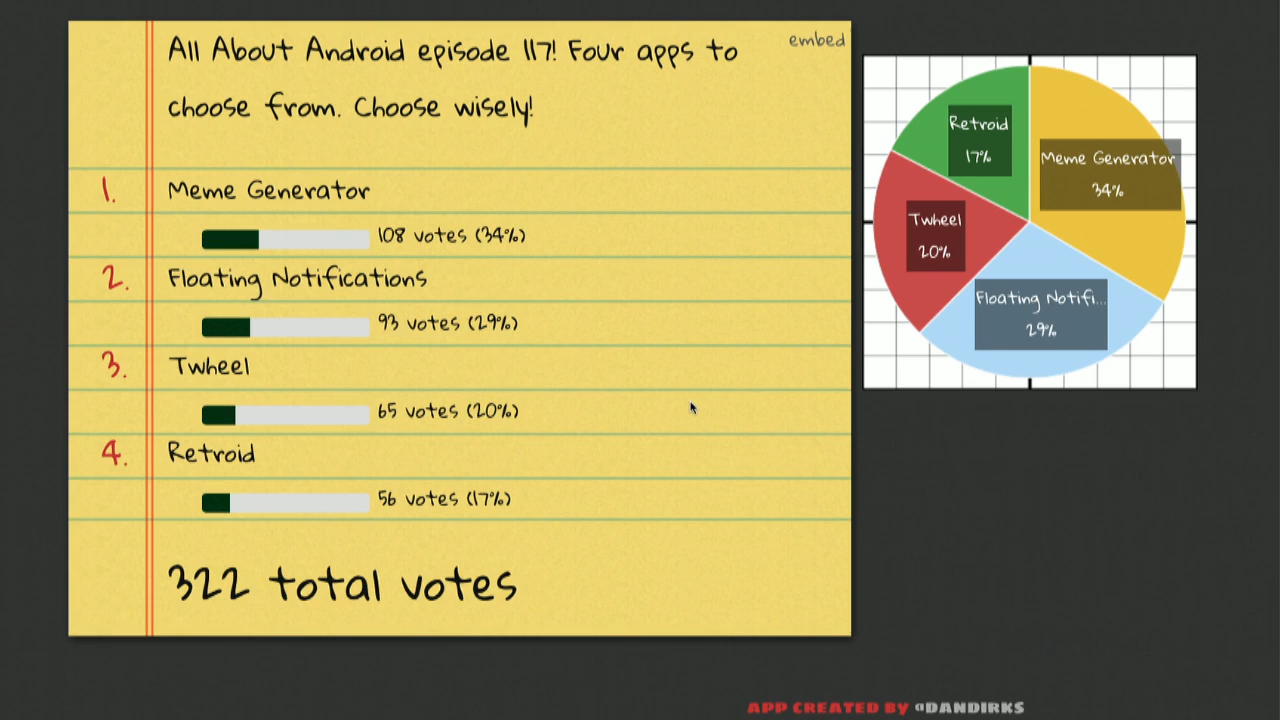 All About Android episode 117! Four apps to
embed
choose from. Choose wisely!
1. Meme Generator
108 votes (34%)
2. Floating Notifications
93 votes (29%)
3. Twheel
65 votes (20%)
4. Retroid
56 votes (17%)
322 total votes
Retroid
17%
Meme Generator
34%
Twheel
20%
Floating Notifi...
29%
APP CREATED BY @DANDIRKS